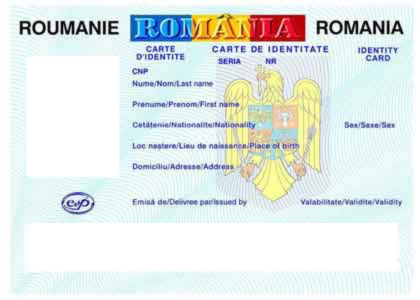 ROUMANIE ROMÂNIA ROMANIA
CARTE D'IDENTITE
CARTE DE IDENTITATE
IDENTITY CARD
SERIA NR
CNP
Nume/Nom/Last name
Prenume/Prenom/First name
Cetățenie/Nationalite/Nationality Sex/Sexe/Sex
Loc naștere/Lieu de naissance/Place of birth
Domiciliu/Adresse/Address
Emisă de/Delivree par/Issued by Valabilitate/Validite/Validity